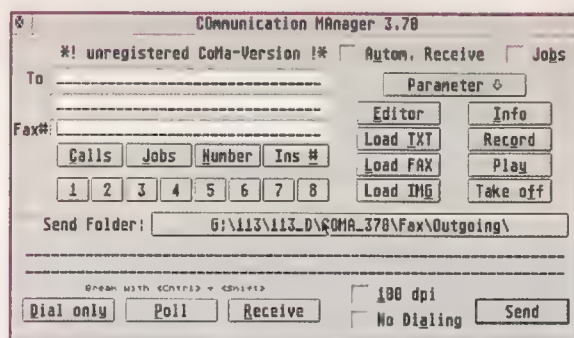 COmmunication MAnager 3.78
*! unregistered CoMa-Version !*
Autom. Receive
Jobs
To
Parameter
Editor
Info
Fax#:
Load TXT
Record
Calls
Jobs
Number
Ins #
Load FAX
Play
1 2 3 4 5 6 7 8
Load IMG
Take off
Send Folder:
G:\113\113_D\COMA_378\Fax\Outgoing\
Break with <Cntrl> + <Shift>
100 dpi
Dial only
Poll
Receive
No Dialing
Send